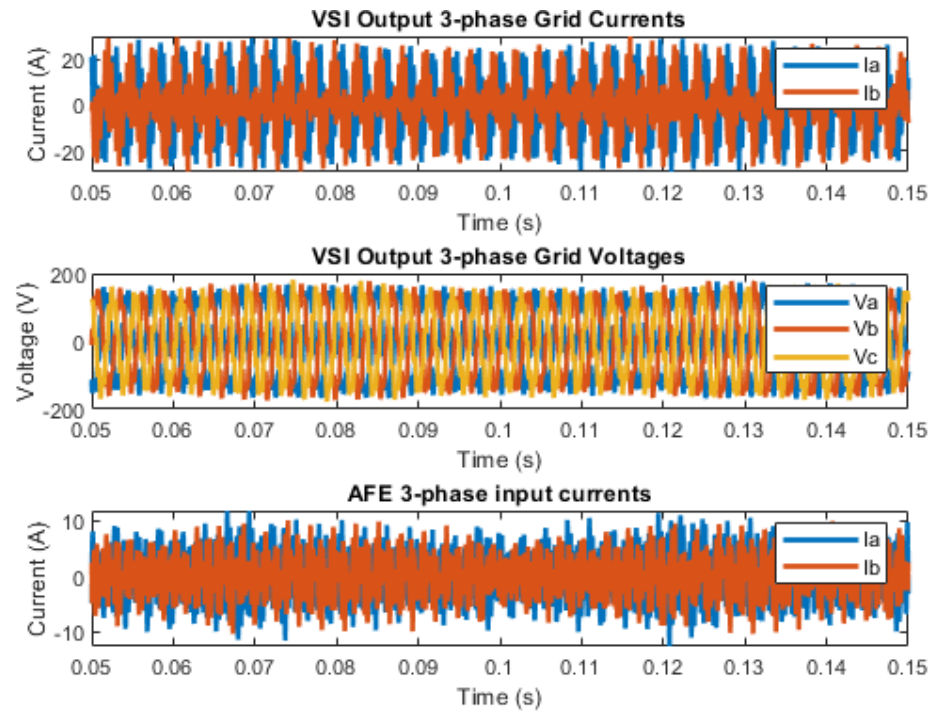 VSI Output 3-phase Grid Currents
Current (A)
20
0
-20
Ia
Ib
0.05 0.06 0.07 0.08 0.09 0.1 0.11 0.12 0.13 0.14 0.15
Time (s)
VSI Output 3-phase Grid Voltages
Voltage (V)
200
0
-200
Va
Vb
Vc
0.05 0.06 0.07 0.08 0.09 0.1 0.11 0.12 0.13 0.14 0.15
Time (s)
AFE 3-phase input currents
Current (A)
10
0
-10
Ia
Ib
0.05 0.06 0.07 0.08 0.09 0.1 0.11 0.12 0.13 0.14 0.15
Time (s)